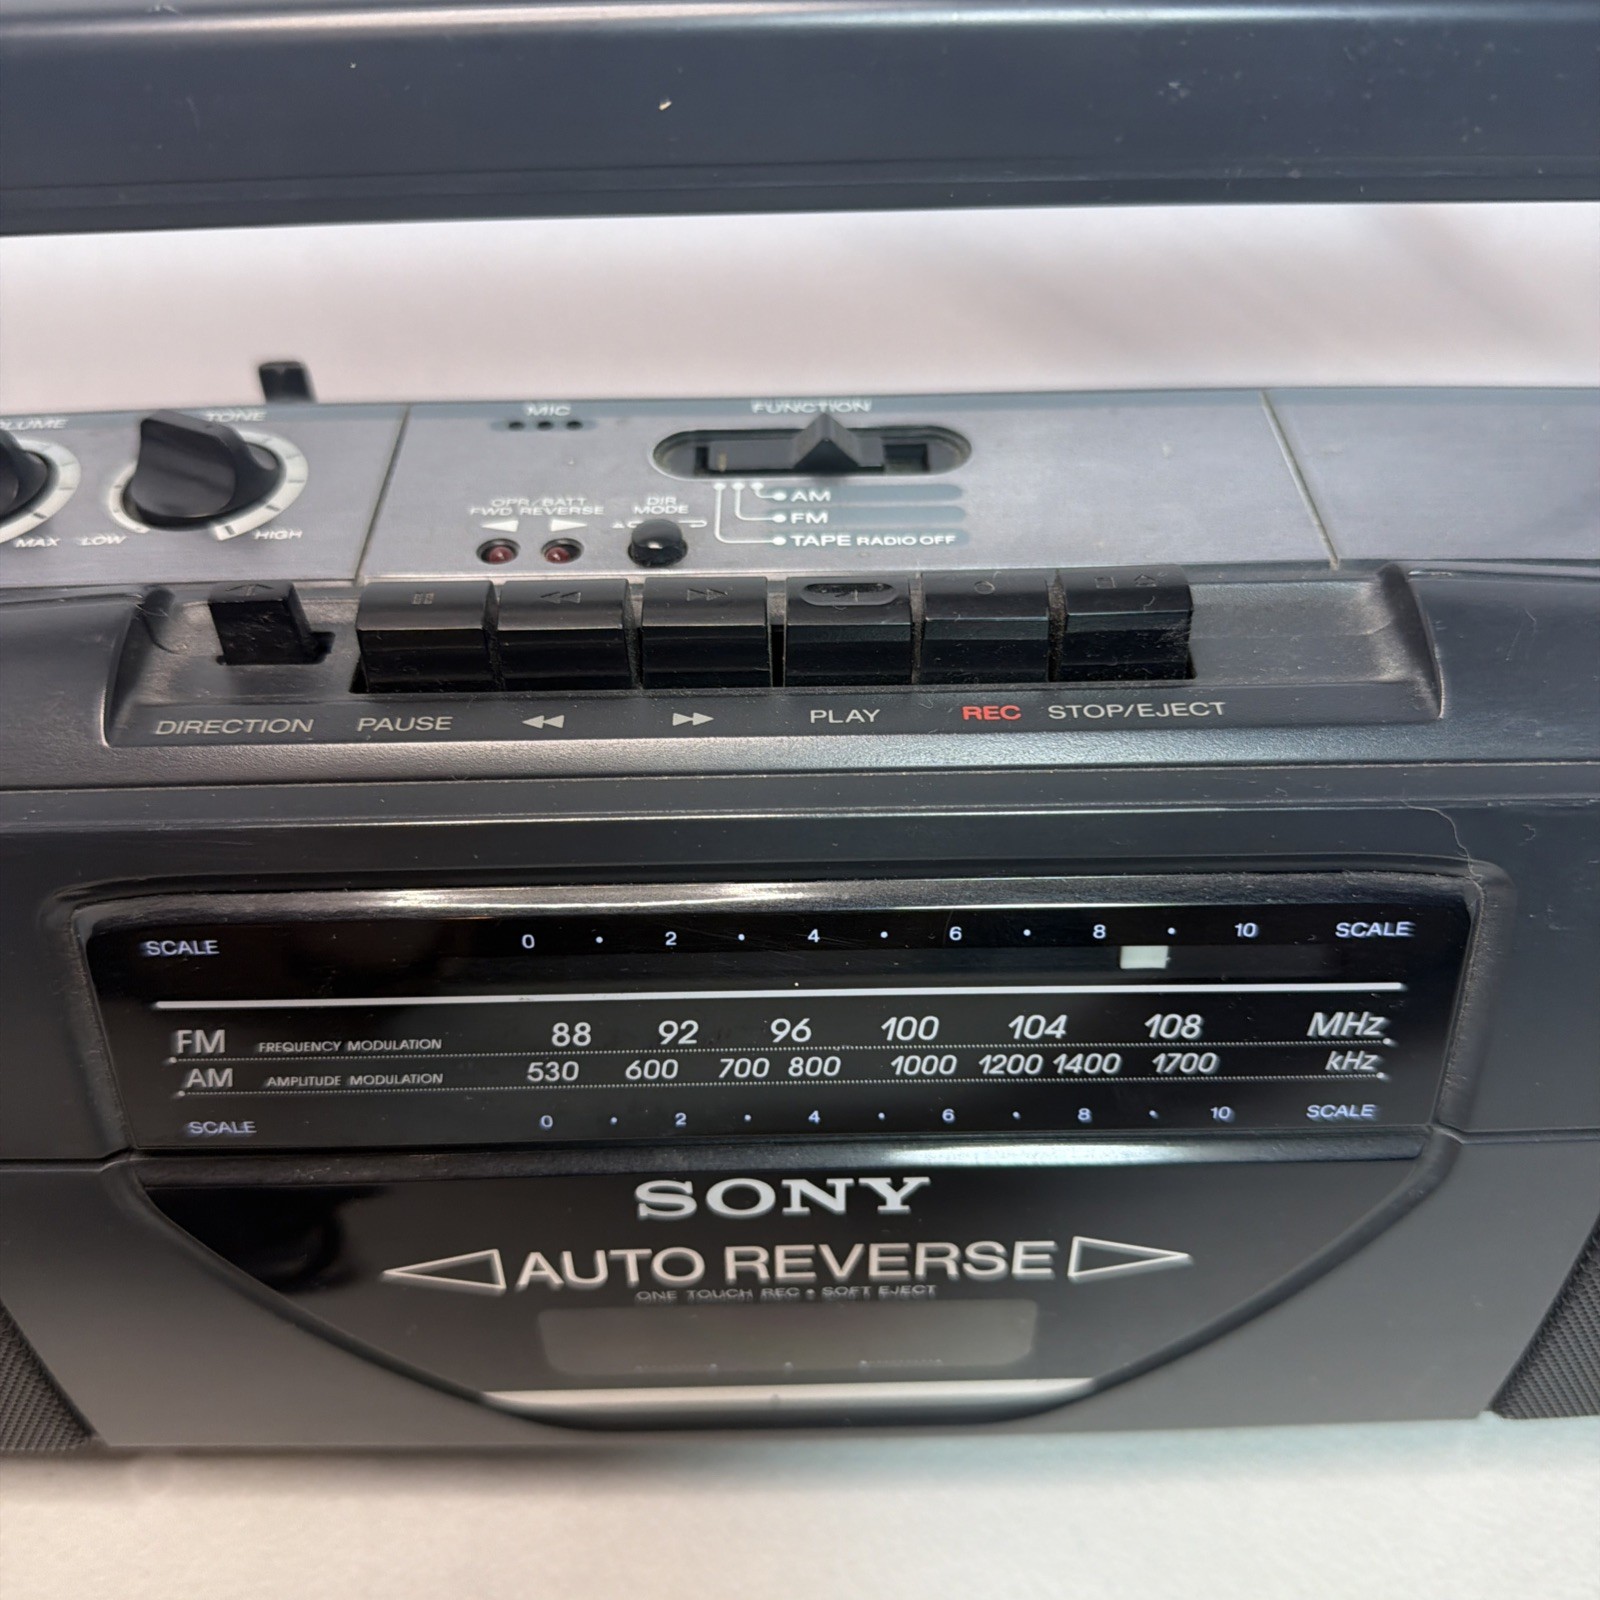 VOLUME TONE MIC FUNCTION
MAX LOW HIGH
OPR/BATT
FWD REVERSE
DIR
MODE
AM
FM
TAPE RADIO OFF
DIRECTION PAUSE ◀◀ ▶▶ PLAY REC STOP/EJECT
SCALE 0 • 2 • 4 • 6 • 8 • 10 SCALE
FM FREQUENCY MODULATION 88 92 96 100 104 108 MHz
AM AMPLITUDE MODULATION 530 600 700 800 1000 1200 1400 1700 kHz
SCALE 0 • 2 • 4 • 6 • 8 • 10 SCALE
SONY
AUTO REVERSE
ONE TOUCH REC • SOFT EJECT